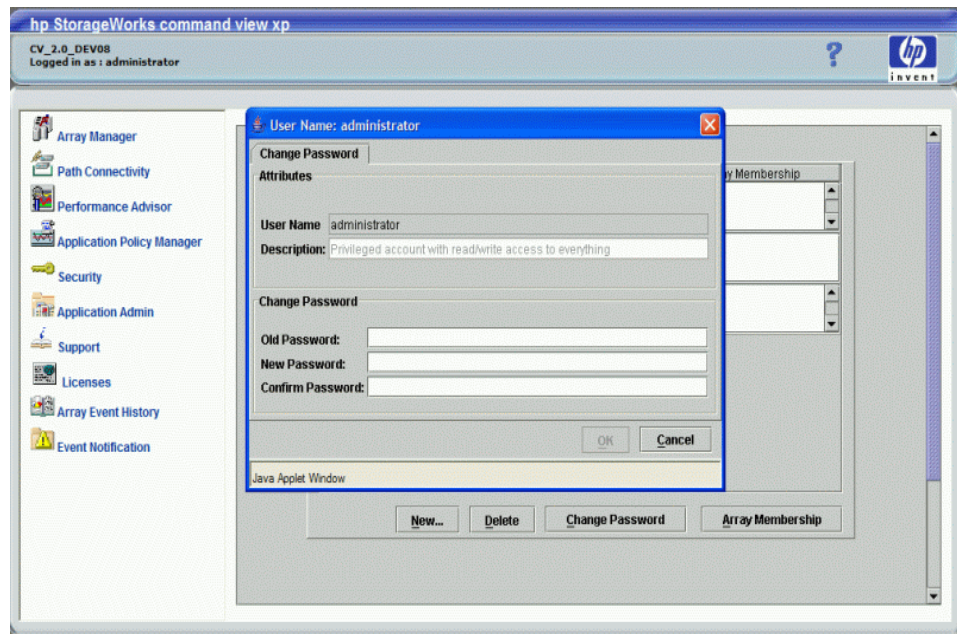 hp StorageWorks command view xp
CV_2.0_DEV08
Logged in as : administrator
?
hp
invent
Array Manager
Path Connectivity
Performance Advisor
Application Policy Manager
Security
Application Admin
Support
Licenses
Array Event History
Event Notification
User Name: administrator
Change Password
Attributes
User Name administrator
Description: Privileged account with read/write access to everything
Change Password
Old Password:
New Password:
Confirm Password:
OK Cancel
Java Applet Window
Membership
New... Delete Change Password Array Membership